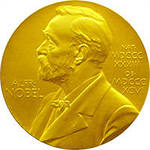 ALFR·
NOBEL
NAT·
MDCCC
XXXIII
OB·
MDCCC
XCVI